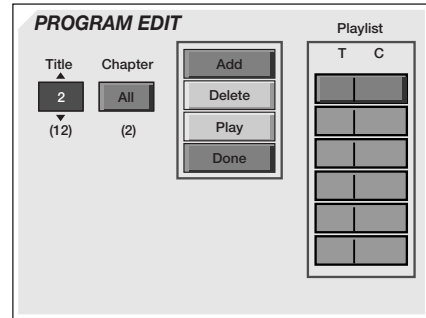 PROGRAM EDIT
Title Chapter
2 All
(12) (2)
Add
Delete
Play
Done
Playlist
T C